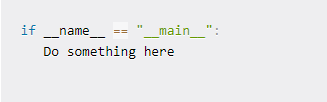 if __name__ == "__main__":
   Do something here